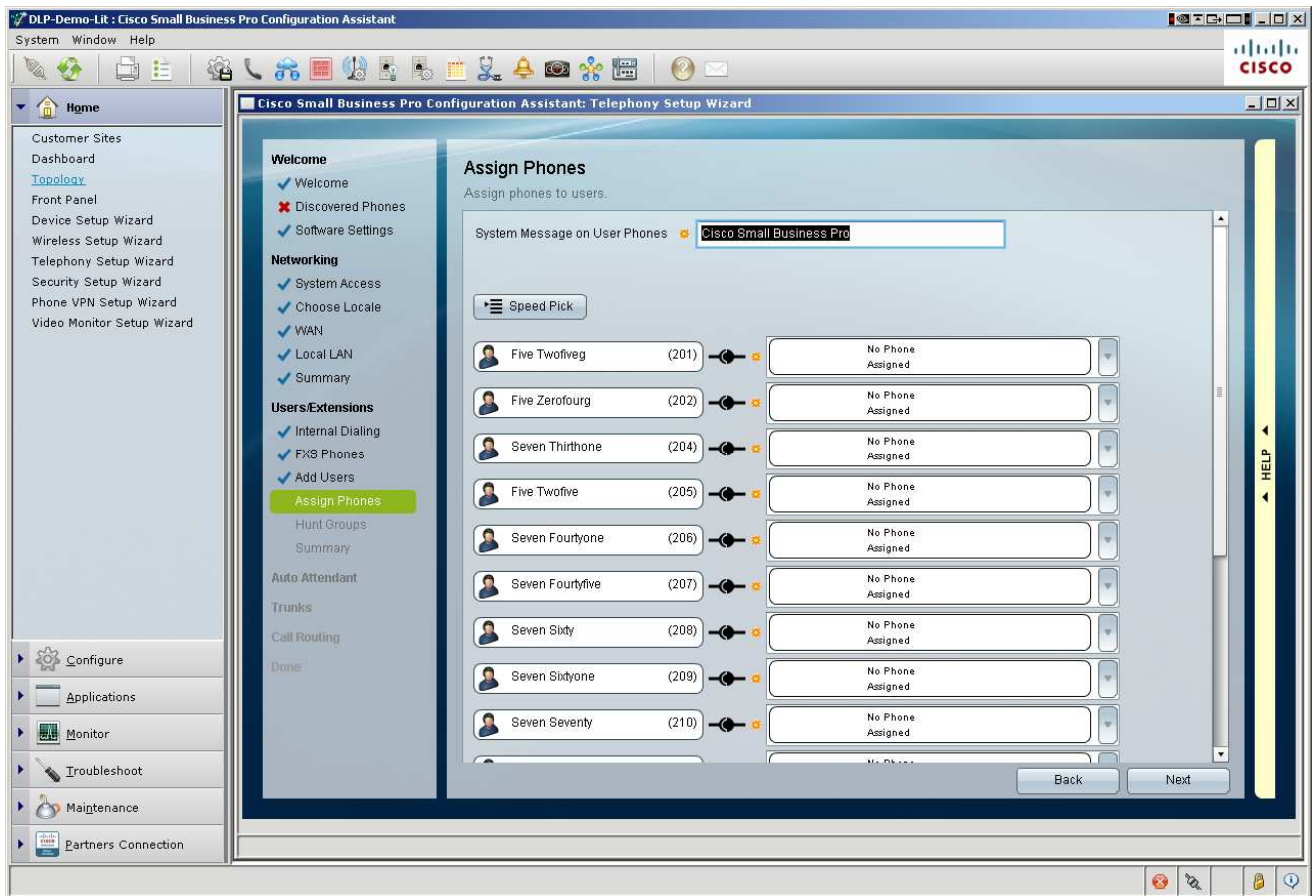 DLP-Demo-Lit : Cisco Small Business Pro Configuration Assistant
System Window Help
CISCO
Home
Customer Sites
Dashboard
Topology
Front Panel
Device Setup Wizard
Wireless Setup Wizard
Telephony Setup Wizard
Security Setup Wizard
Phone VPN Setup Wizard
Video Monitor Setup Wizard
Configure
Applications
Monitor
Troubleshoot
Maintenance
Partners Connection
Cisco Small Business Pro Configuration Assistant: Telephony Setup Wizard
Welcome
Welcome
Discovered Phones
Software Settings
Networking
System Access
Choose Locale
WAN
Local LAN
Summary
Users/Extensions
Internal Dialing
FXS Phones
Add Users
Assign Phones
Hunt Groups
Summary
Auto Attendant
Trunks
Call Routing
Done
Assign Phones
Assign phones to users.
System Message on User Phones Cisco Small Business Pro
Speed Pick
Five Twofiveg (201) No Phone
Assigned
Five Zerofourg (202) No Phone
Assigned
Seven Thirthone (204) No Phone
Assigned
Five Twofive (205) No Phone
Assigned
Seven Fourtyone (206) No Phone
Assigned
Seven Fourtyfive (207) No Phone
Assigned
Seven Sixty (208) No Phone
Assigned
Seven Sixtyone (209) No Phone
Assigned
Seven Seventy (210) No Phone
Assigned
Back Next
HELP